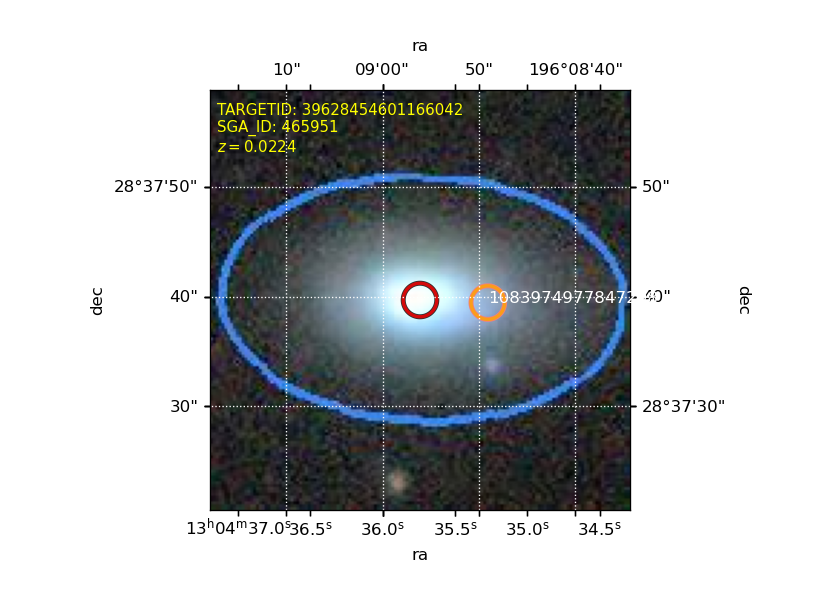 ra
10" 09'00" 50" 196°08'40"
TARGETID: 39628454601166042
SGA_ID: 465951
z = 0.0224
28°37'50" 50"
dec 40" 10839749778472 40" dec
30" 28°37'30"
13ʰ04ᵐ37.0ˢ 36.5ˢ 36.0ˢ 35.5ˢ 35.0ˢ 34.5ˢ
ra